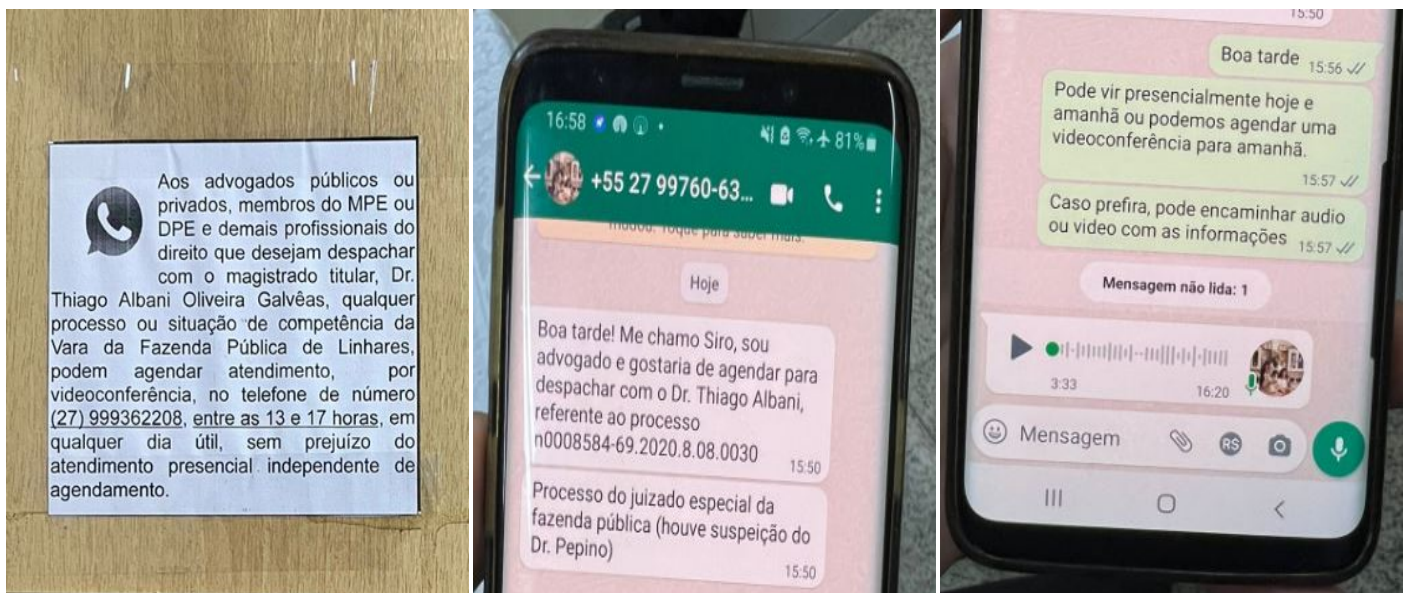 Aos advogados públicos ou
privados, membros do MPE ou
DPE e demais profissionais do
direito que desejam despachar
com o magistrado titular, Dr.
Thiago Albani Oliveira Galvêas, qualquer
processo ou situação de competência da
Vara da Fazenda Pública de Linhares,
podem agendar atendimento, por
videoconferência, no telefone de número
(27) 999362208, entre as 13 e 17 horas, em
qualquer dia útil, sem prejuízo do
atendimento presencial independente de
agendamento.
16:58
81%
+55 27 99760-63...
mudou. Toque para saber mais.
Hoje
Boa tarde! Me chamo Siro, sou
advogado e gostaria de agendar para
despachar com o Dr. Thiago Albani,
referente ao processo
n0008584-69.2020.8.08.0030
15:50
Processo do juizado especial da
fazenda pública (houve suspeição do
Dr. Pepino)
15:50
15:50
Boa tarde 15:56
Pode vir presencialmente hoje e
amanhã ou podemos agendar uma
videoconferência para amanhã.
15:57
Caso prefira, pode encaminhar audio
ou video com as informações 15:57
Mensagem não lida: 1
3:33 16:20
Mensagem R$